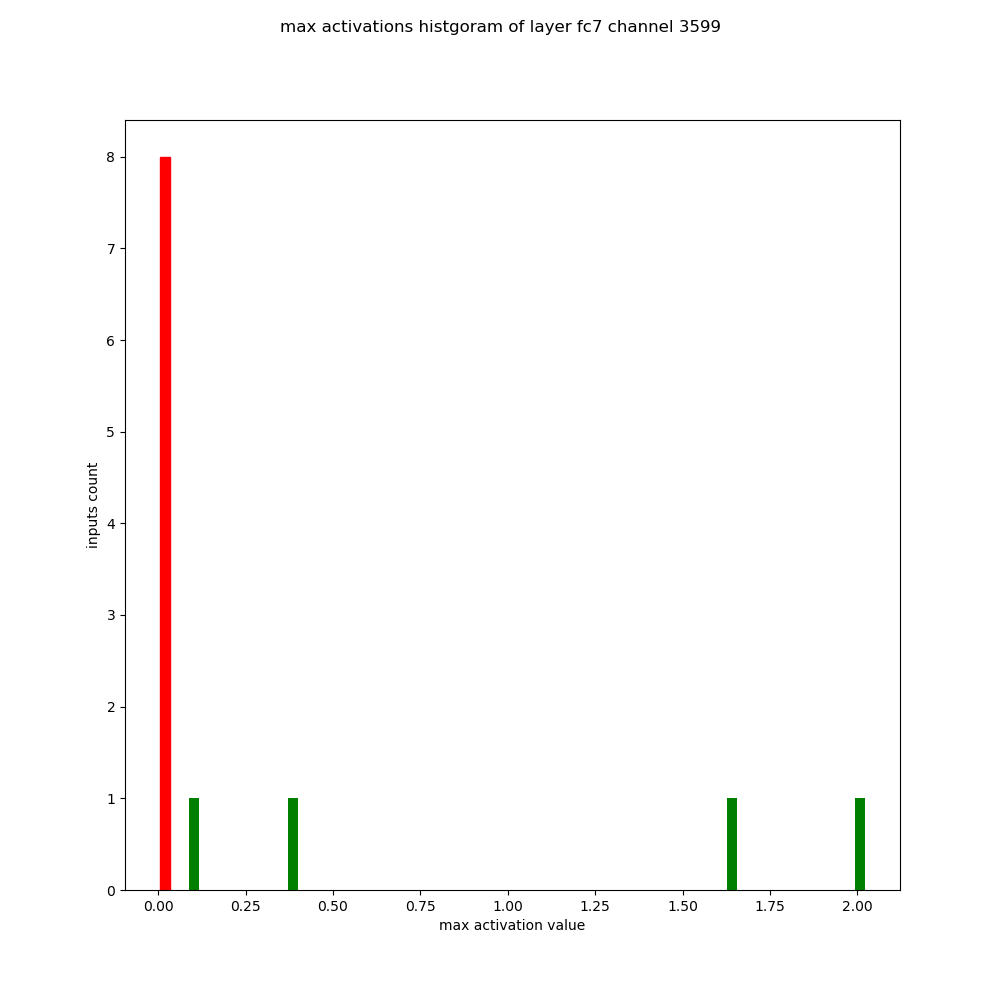 max activations histgoram of layer fc7 channel 3599
8
7
6
5
4
3
2
1
0
inputs count
0.00 0.25 0.50 0.75 1.00 1.25 1.50 1.75 2.00
max activation value